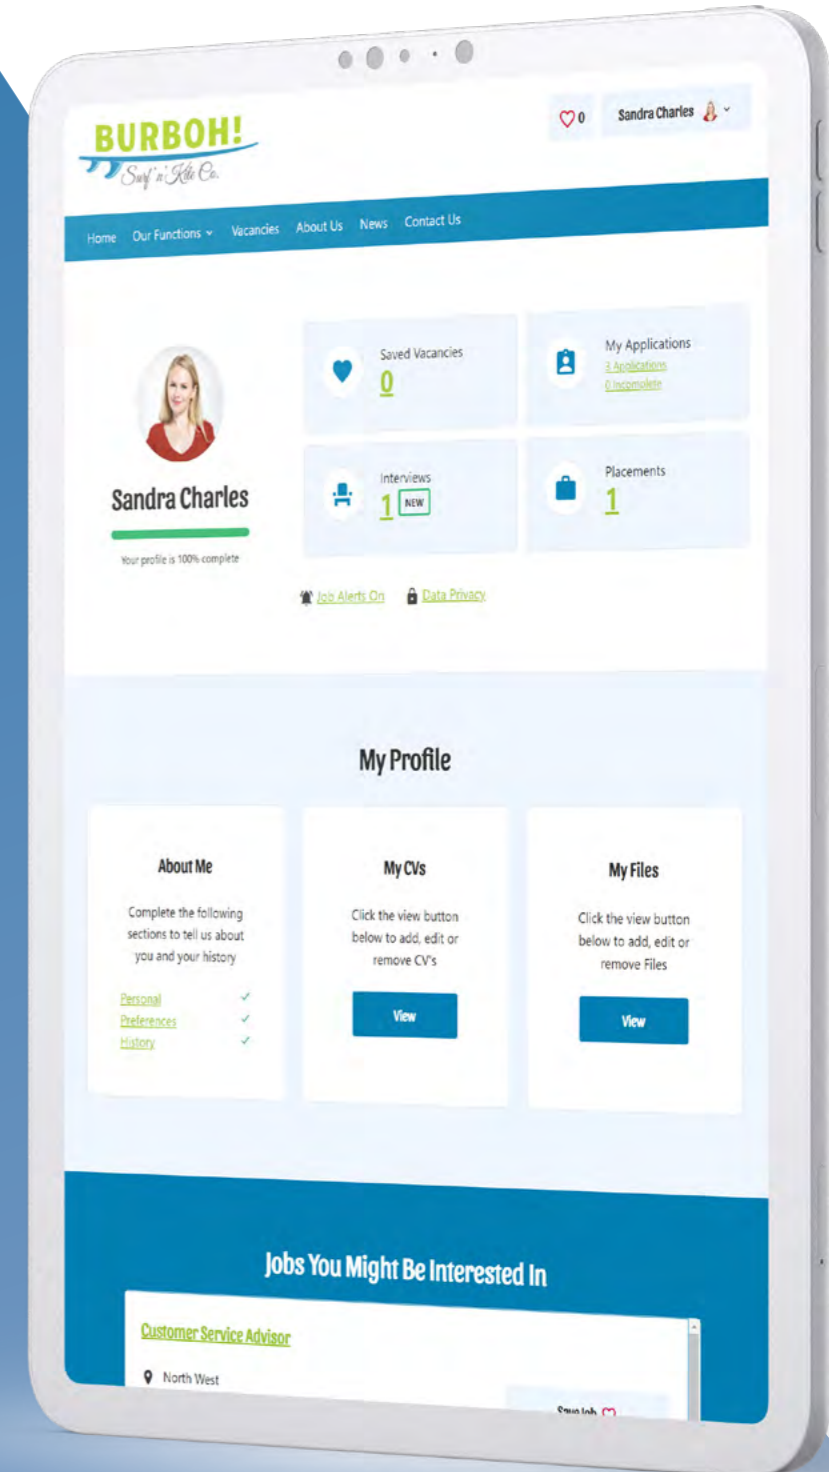 BURBOH!
Surf 'n' Kite Co.
0
Sandra Charles
Home Our Functions Vacancies About Us News Contact Us
Saved Vacancies
0
My Applications
3 Applications
0 Incomplete
Interviews
1 NEW
Placements
1
Sandra Charles
Your profile is 100% complete
Job Alerts On Data Privacy
My Profile
About Me
Complete the following
sections to tell us about
you and your history
Personal
Preferences
History
My CVs
Click the view button
below to add, edit or
remove CV's
View
My Files
Click the view button
below to add, edit or
remove Files
View
Jobs You Might Be Interested In
Customer Service Advisor
North West
Save Job